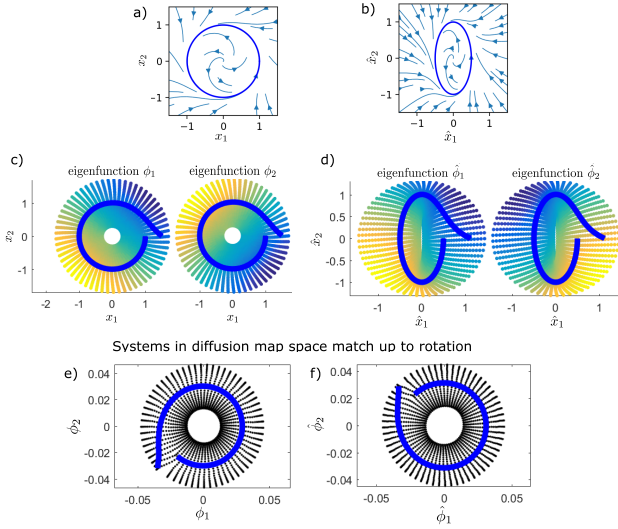 a)
b)
1
0
−1
x₂
−1 0 1
x₁
1
0
−1
x̂₂
−1 0 1
x̂₁
c)
d)
eigenfunction ϕ₁
eigenfunction ϕ₂
eigenfunction ϕ̂₁
eigenfunction ϕ̂₂
1
0
-1
x₂
-2 -1 0 1
x₁
-1 0 1
x₁
1
0.5
0
-0.5
-1
x̂₂
-1 0 1
x̂₁
-1 0 1
x̂₁
Systems in diffusion map space match up to rotation
e)
f)
0.04
0.02
0
-0.02
-0.04
ϕ₂
-0.05 0 0.05
ϕ₁
0.04
0.02
0
-0.02
-0.04
ϕ̂₂
-0.05 0 0.05
ϕ̂₁